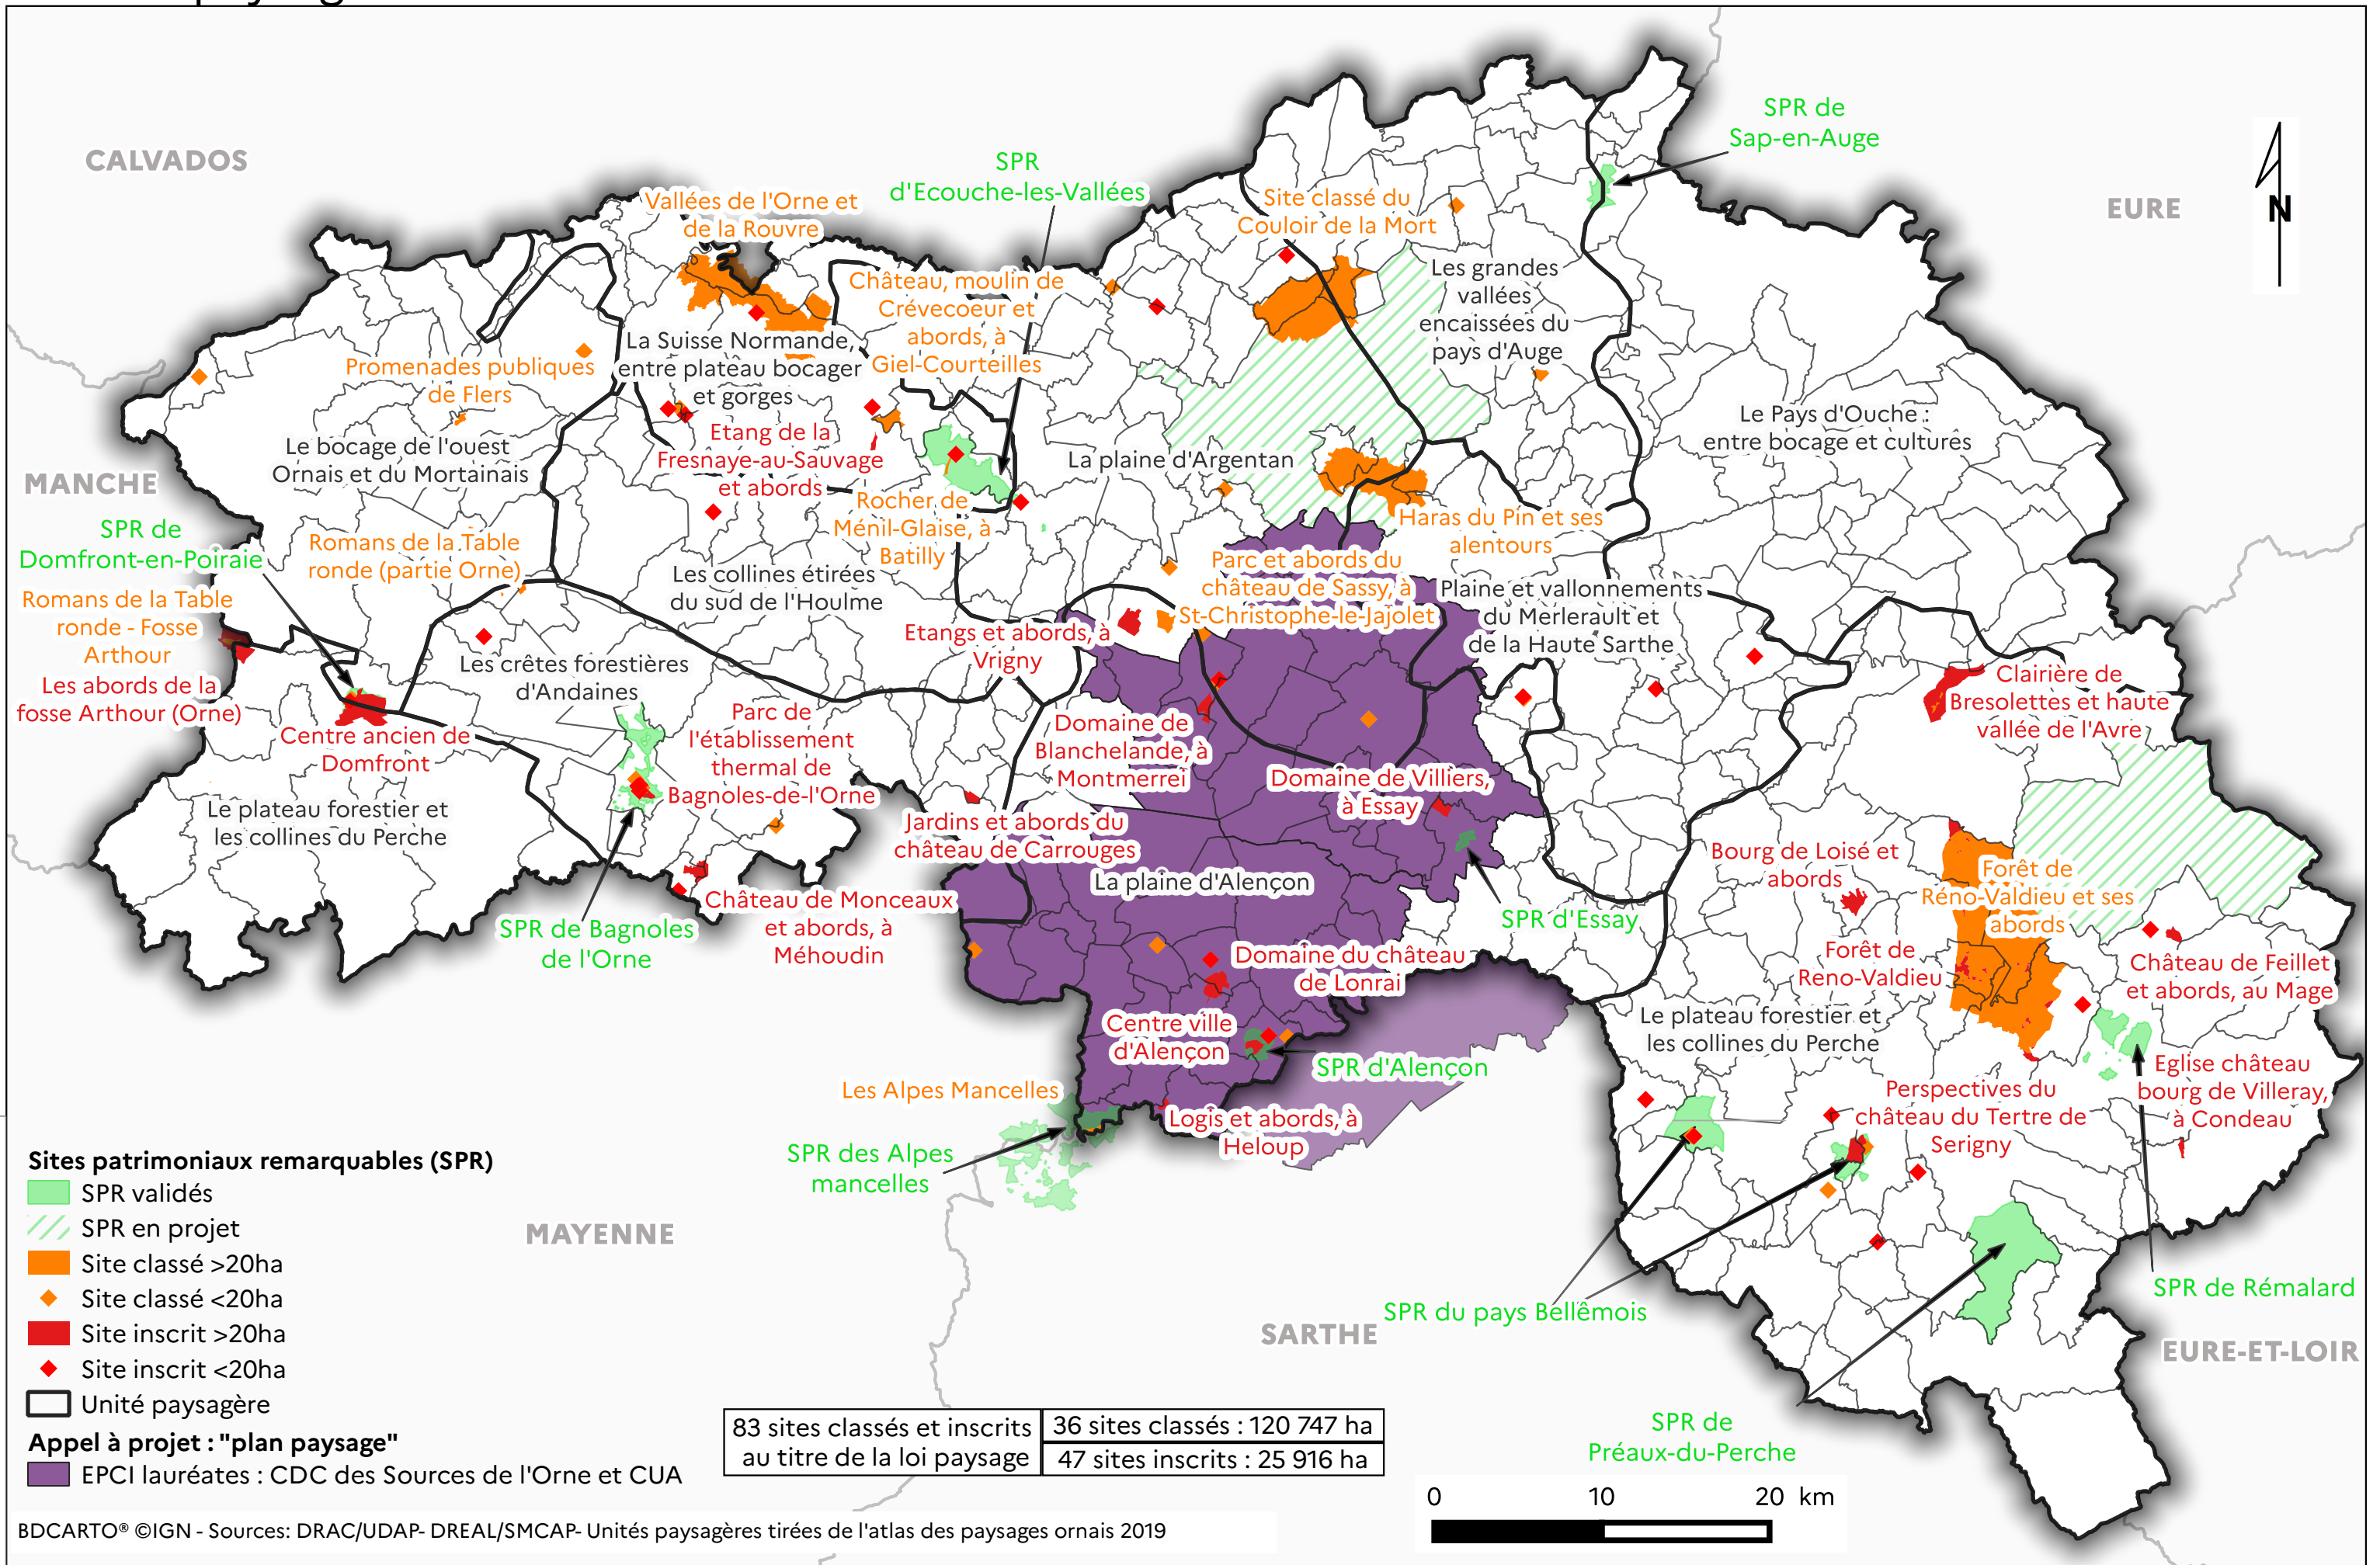 CALVADOS
EURE
MANCHE
MAYENNE
SARTHE
EURE-ET-LOIR
N
SPR de
Sap-en-Auge
SPR
d'Ecouche-les-Vallées
Vallées de l'Orne et
de la Rouvre
Site classé du
Couloir de la Mort
Château, moulin de
Crévecoeur et
abords, à
Giel-Courteilles
Les grandes
vallées
encaissées du
pays d'Auge
La Suisse Normande,
entre plateau bocager
et gorges
Promenades publiques
de Flers
Le bocage de l'ouest
Ornais et du Mortainais
Etang de la
Fresnaye-au-Sauvage
et abords
La plaine d'Argentan
Le Pays d'Ouche :
entre bocage et cultures
Rocher de
Ménil-Glaise, à
Batilly
Haras du Pin et ses
alentours
SPR de
Domfront-en-Poiraie
Romans de la Table
ronde (partie Orne)
Les collines étirées
du sud de l'Houlme
Parc et abords du
château de Sassy, à
St-Christophe-le-Jajolet
Plaine et vallonnements
du Merlerault et
de la Haute Sarthe
Romans de la Table
ronde - Fosse
Arthour
Les abords de la
fosse Arthour (Orne)
Etangs et abords, à
Vrigny
Les crêtes forestières
d'Andaines
Clairière de
Bresolettes et haute
vallée de l'Avre
Centre ancien de
Domfront
Parc de
l'établissement
thermal de
Bagnoles-de-l'Orne
Domaine de
Blanchelande, à
Montmerrei
Domaine de Villiers,
à Essay
Le plateau forestier et
les collines du Perche
Jardins et abords du
château de Carrouges
La plaine d'Alençon
Bourg de Loisé et
abords
Forêt de
Réno-Valdieu et ses
abords
SPR de Bagnoles
de l'Orne
Château de Monceaux
et abords, à
Méhoudin
SPR d'Essay
Domaine du château
de Lonrai
Forêt de
Reno-Valdieu
Château de Feillet
et abords, au Mage
Centre ville
d'Alençon
Le plateau forestier et
les collines du Perche
SPR d'Alençon
Les Alpes Mancelles
Eglise château
bourg de Villeray,
à Condeau
Perspectives du
château du Tertre de
Serigny
Logis et abords, à
Heloup
SPR des Alpes
mancelles
SPR du pays Bellêmois
SPR de Rémalard
SPR de
Préaux-du-Perche
Sites patrimoniaux remarquables (SPR)
SPR validés
SPR en projet
Site classé >20ha
Site classé <20ha
Site inscrit >20ha
Site inscrit <20ha
Unité paysagère
Appel à projet : "plan paysage"
EPCI lauréates : CDC des Sources de l'Orne et CUA
83 sites classés et inscrits
au titre de la loi paysage
36 sites classés : 120 747 ha
47 sites inscrits : 25 916 ha
0 10 20 km
BDCARTO® ©IGN - Sources: DRAC/UDAP- DREAL/SMCAP- Unités paysagères tirées de l'atlas des paysages ornais 2019